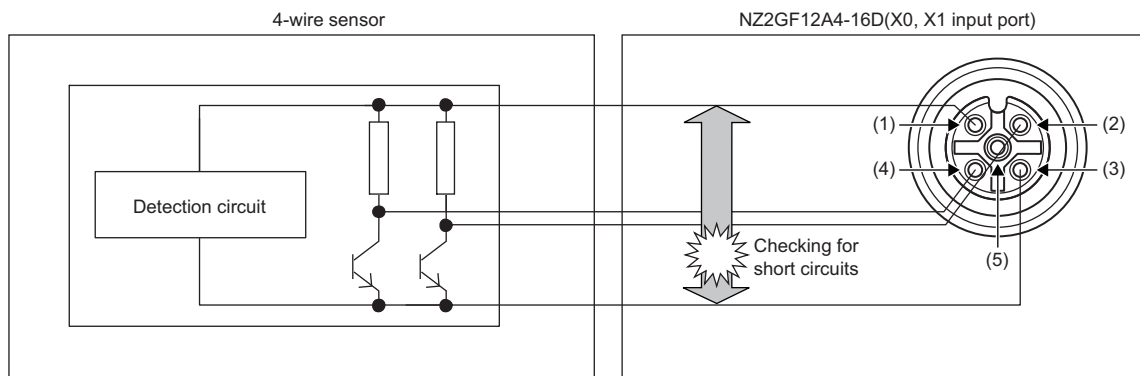 4-wire sensor
NZ2GF12A4-16D(X0, X1 input port)
(1)
(2)
(4)
(3)
Detection circuit
Checking for
short circuits
(5)